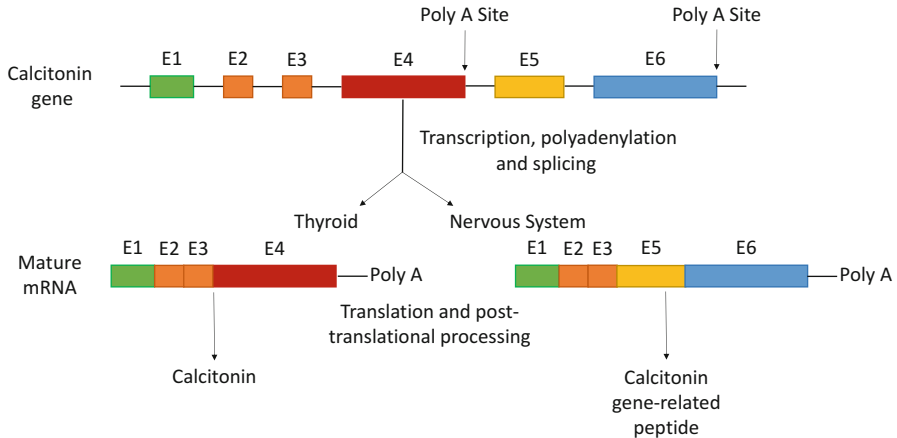 Poly A Site
Poly A Site
E1
E2
E3
E4
E5
E6
Calcitonin
gene
Transcription, polyadenylation
and splicing
Thyroid
Nervous System
E1
E2
E3
E4
E1
E2
E3
E5
E6
Mature
mRNA
Poly A
Poly A
Translation and post-
translational processing
Calcitonin
Calcitonin
gene-related
peptide